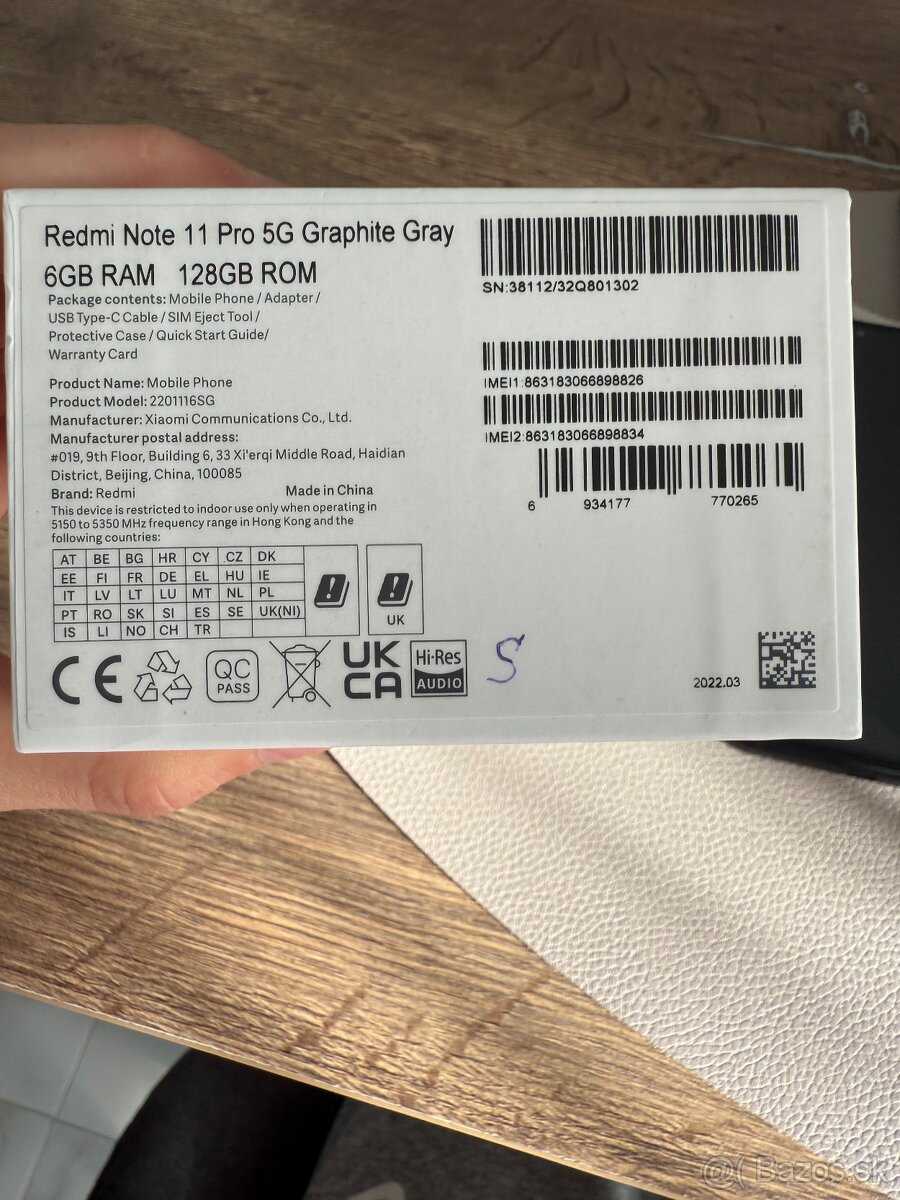 Redmi Note 11 Pro 5G Graphite Gray
6GB RAM 128GB ROM
Package contents: Mobile Phone / Adapter /
USB Type-C Cable / SIM Eject Tool /
Protective Case / Quick Start Guide/
Warranty Card
Product Name: Mobile Phone
Product Model: 2201116SG
Manufacturer: Xiaomi Communications Co., Ltd.
Manufacturer postal address:
#019, 9th Floor, Building 6, 33 Xi'erqi Middle Road, Haidian
District, Beijing, China, 100085
Brand: Redmi Made in China
This device is restricted to indoor use only when operating in
5150 to 5350 MHz frequency range in Hong Kong and the
following countries:
AT BE BG HR CY CZ DK
EE FI FR DE EL HU IE
IT LV LT LU MT NL PL
PT RO SK SI ES SE UK(NI)
IS LI NO CH TR
UK
CE
QC
PASS
UK
CA
Hi-Res
AUDIO
S
SN:38112/32Q801302
IMEI1:863183066898826
IMEI2:863183066898834
6 934177 770265
2022.03
@ Bazos.sk